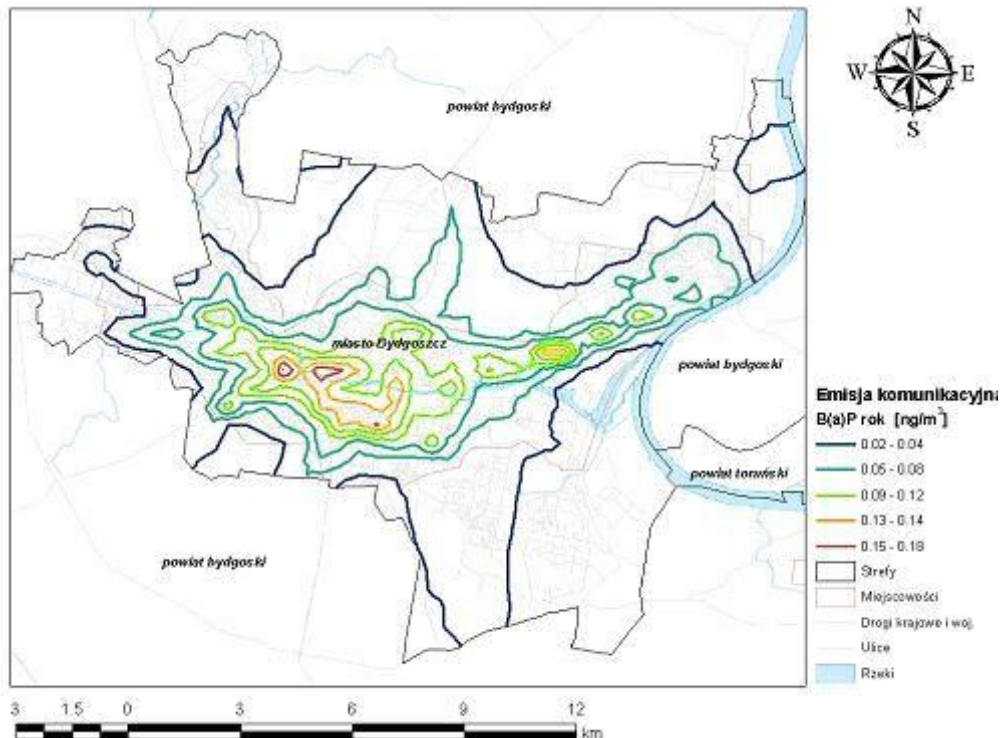 N
W E
S
powiat bydgoski
miasto Bydgoszcz
powiat bydgoski
powiat toruński
powiat bydgoski
Emisja komunikacyjna
B(a)P rok [ng/m³]
0.02 - 0.04
0.05 - 0.08
0.09 - 0.12
0.13 - 0.14
0.15 - 0.18
Strefy
Miejscowości
Drogi krajowe i woj.
Ulice
Rzeki
3 1.5 0 3 6 9 12
km